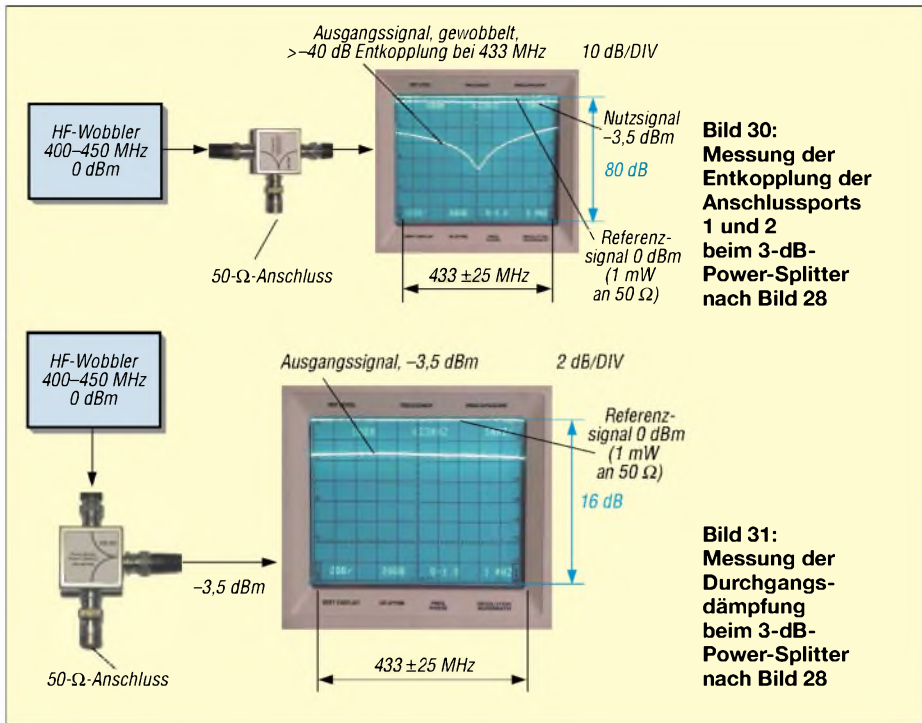 Ausgangssignal, gewobbelt,
>–40 dB Entkopplung bei 433 MHz
10 dB/DIV
HF-Wobbler
400–450 MHz
0 dBm
Nutzsignal
–3,5 dBm
80 dB
Referenz-
signal 0 dBm
(1 mW
an 50 Ω)
50-Ω-Anschluss
433 ±25 MHz
Bild 30:
Messung der
Entkopplung der
Anschlussports
1 und 2
beim 3-dB-
Power-Splitter
nach Bild 28
HF-Wobbler
400–450 MHz
0 dBm
Ausgangssignal, –3,5 dBm
2 dB/DIV
Referenz-
signal 0 dBm
(1 mW
an 50 Ω)
16 dB
–3,5 dBm
50-Ω-Anschluss
433 ±25 MHz
Bild 31:
Messung der
Durchgangs-
dämpfung
beim 3-dB-
Power-Splitter
nach Bild 28